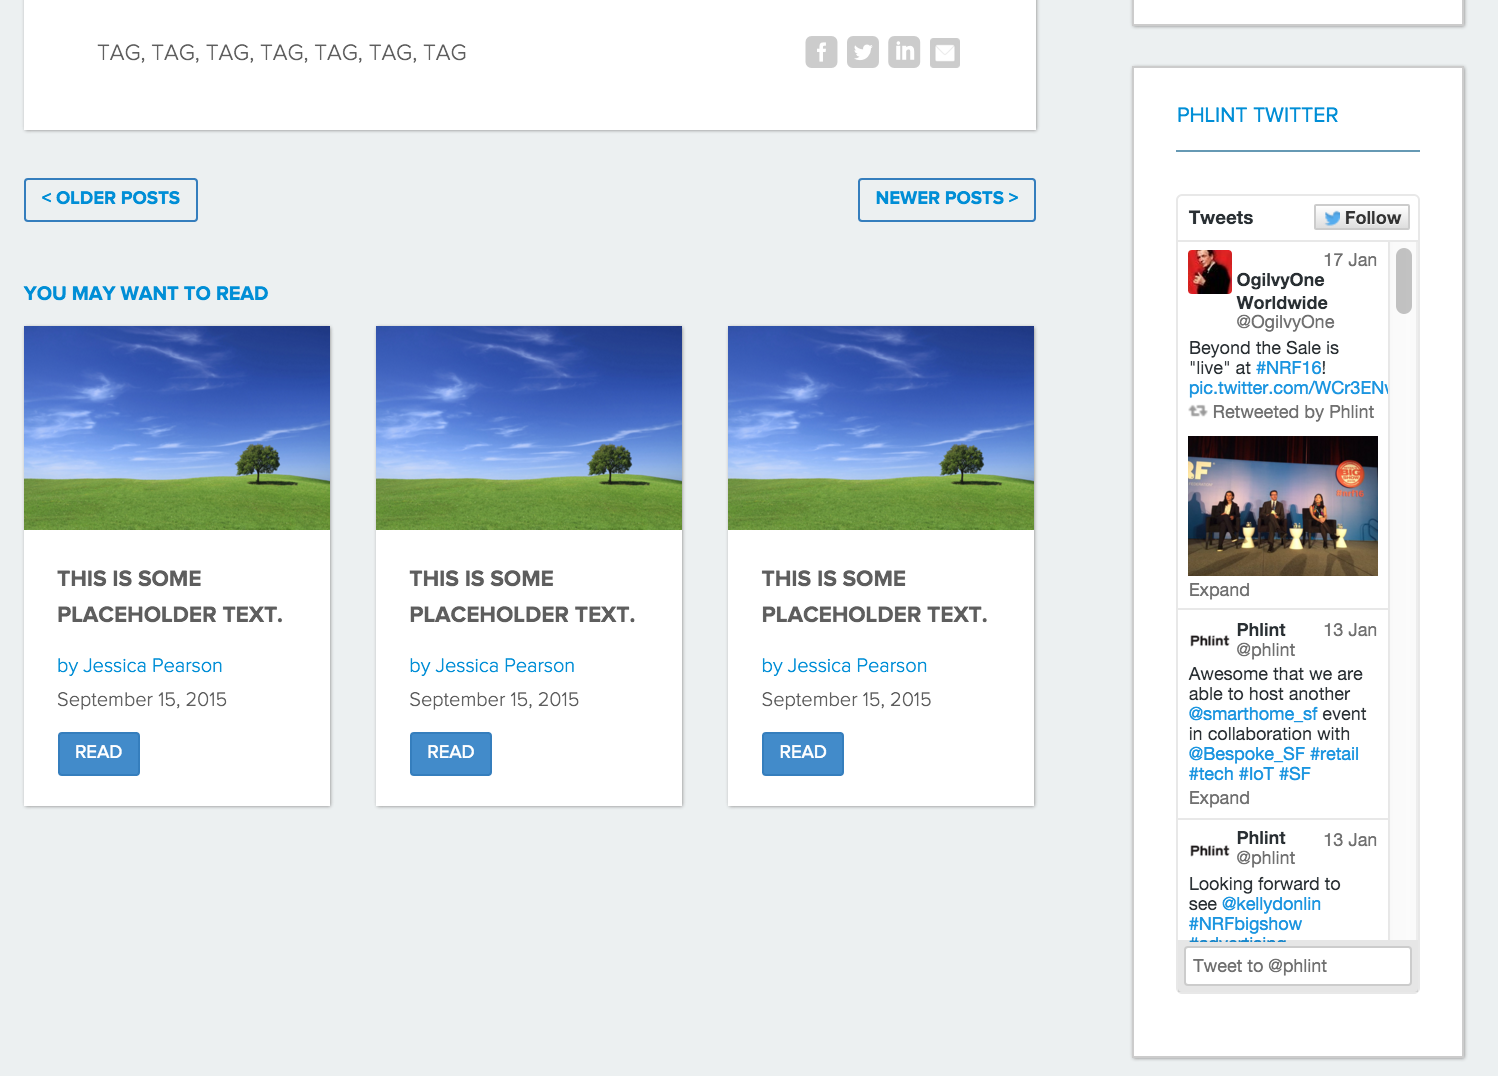 TAG, TAG, TAG, TAG, TAG, TAG, TAG
< OLDER POSTS
NEWER POSTS >
YOU MAY WANT TO READ
THIS IS SOME
PLACEHOLDER TEXT.
by Jessica Pearson
September 15, 2015
READ
THIS IS SOME
PLACEHOLDER TEXT.
by Jessica Pearson
September 15, 2015
READ
THIS IS SOME
PLACEHOLDER TEXT.
by Jessica Pearson
September 15, 2015
READ
PHLINT TWITTER
Tweets
Follow
17 Jan
OgilvyOne
Worldwide
@OgilvyOne
Beyond the Sale is
"live" at #NRF16!
pic.twitter.com/WCr3EN
Retweeted by Phlint
RF
BIG
Expand
Phlint
Phlint
13 Jan
@phlint
Awesome that we are
able to host another
@smarthome_sf event
in collaboration with
@Bespoke_SF #retail
#tech #IoT #SF
Expand
Phlint
Phlint
13 Jan
@phlint
Looking forward to
see @kellydonlin
#NRFbigshow
#advertising
Tweet to @phlint